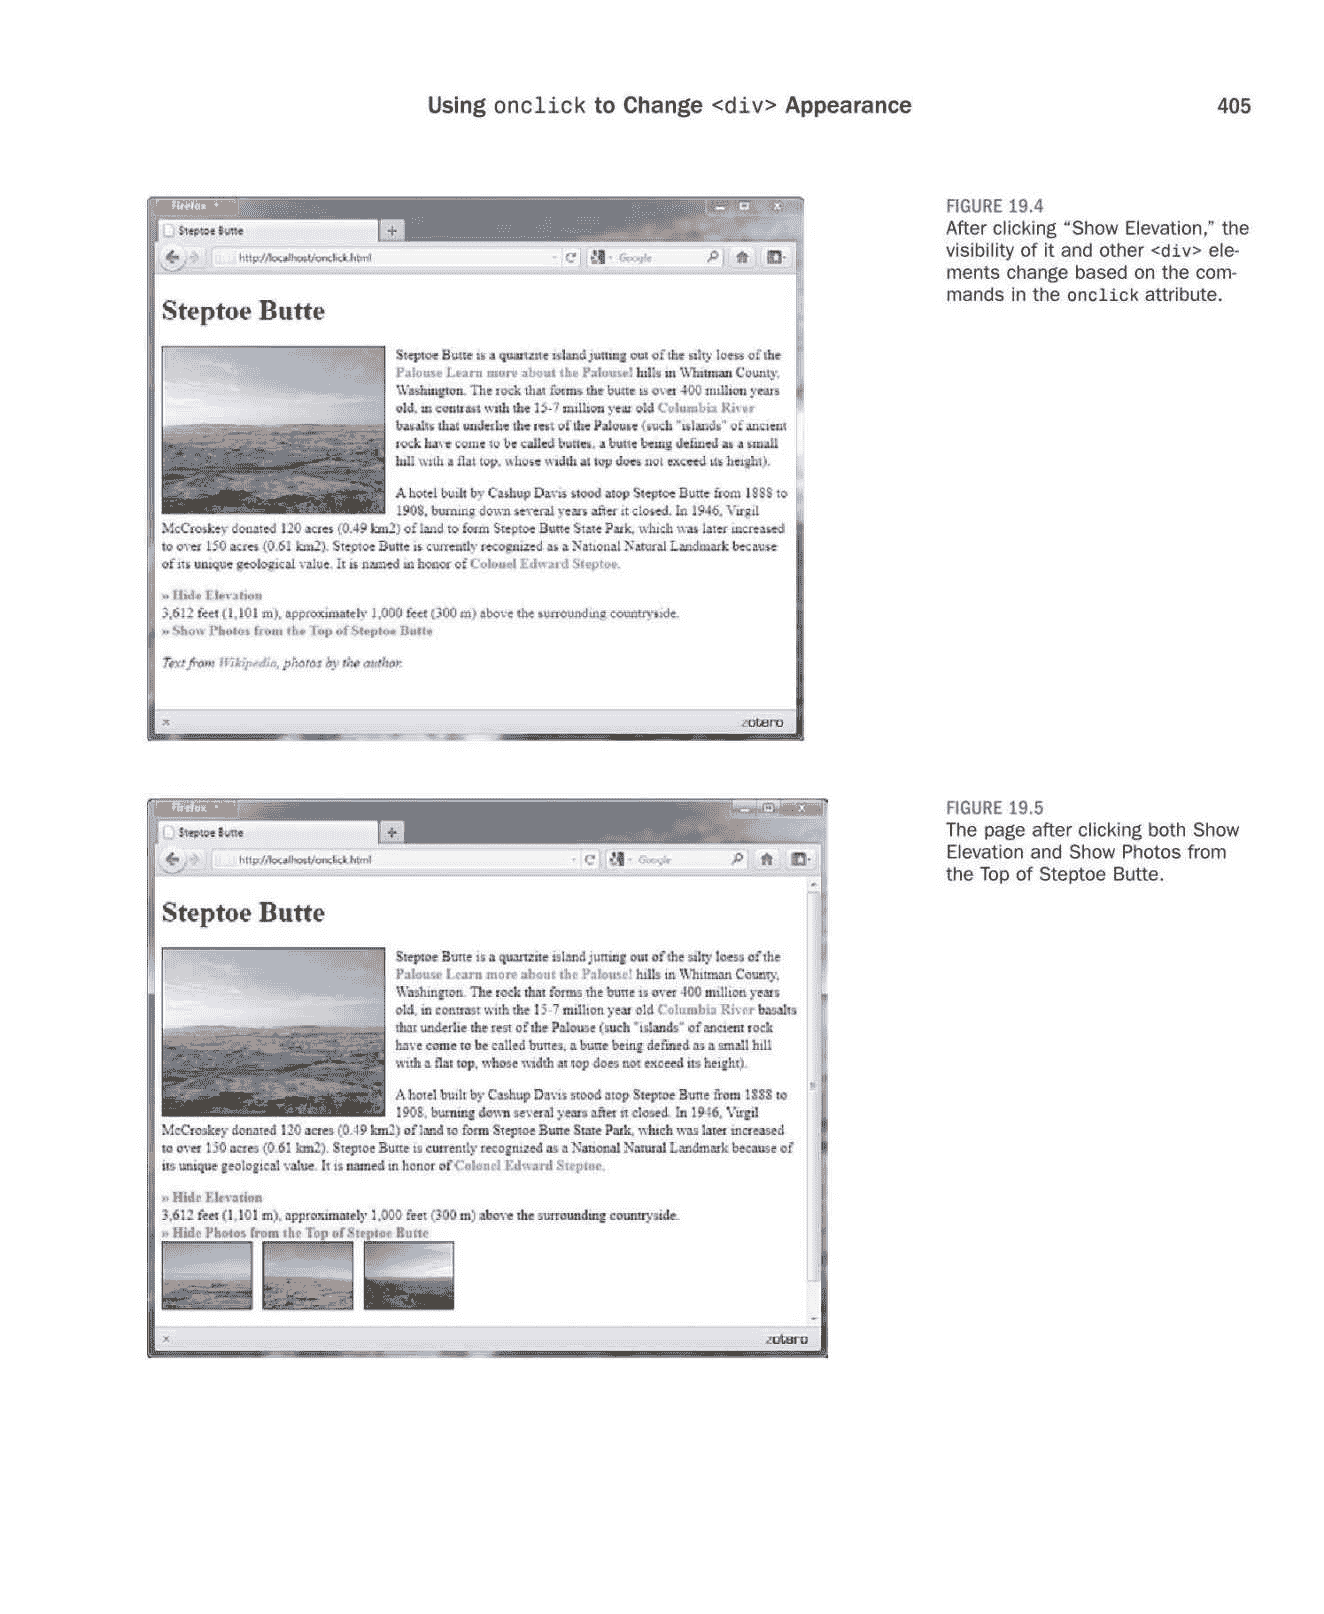 Using onclick to Change <div> Appearance
405
Firefox
Steptoe Butte
http://localhost/onclick.html
Google
Steptoe Butte
Steptoe Butte is a quartzite island jutting out of the silty loess of the
Palouse Learn more about the Palouse! hills in Whitman County,
Washington. The rock that forms the butte is over 400 million years
old, in contrast with the 15-7 million year old Columbia River
basalts that underlie the rest of the Palouse (such "islands" of ancient
rock have come to be called buttes, a butte being defined as a small
hill with a flat top, whose width at top does not exceed its height).
A hotel built by Cashup Davis stood atop Steptoe Butte from 1888 to
1908, burning down several years after it closed. In 1946, Virgil
McCroskey donated 120 acres (0.49 km2) of land to form Steptoe Butte State Park, which was later increased
to over 150 acres (0.61 km2). Steptoe Butte is currently recognized as a National Natural Landmark because
of its unique geological value. It is named in honor of Colonel Edward Steptoe.
» Hide Elevation
3,612 feet (1,101 m), approximately 1,000 feet (300 m) above the surrounding countryside.
» Show Photos from the Top of Steptoe Butte
Text from Wikipedia, photos by the author.
x
zotero
FIGURE 19.4
After clicking “Show Elevation,” the
visibility of it and other <div> ele-
ments change based on the com-
mands in the onclick attribute.
Firefox
Steptoe Butte
http://localhost/onclick.html
Google
Steptoe Butte
Steptoe Butte is a quartzite island jutting out of the silty loess of the
Palouse Learn more about the Palouse! hills in Whitman County,
Washington. The rock that forms the butte is over 400 million years
old, in contrast with the 15-7 million year old Columbia River basalts
that underlie the rest of the Palouse (such "islands" of ancient rock
have come to be called buttes, a butte being defined as a small hill
with a flat top, whose width at top does not exceed its height).
A hotel built by Cashup Davis stood atop Steptoe Butte from 1888 to
1908, burning down several years after it closed. In 1946, Virgil
McCroskey donated 120 acres (0.49 km2) of land to form Steptoe Butte State Park, which was later increased
to over 150 acres (0.61 km2). Steptoe Butte is currently recognized as a National Natural Landmark because of
its unique geological value. It is named in honor of Colonel Edward Steptoe.
» Hide Elevation
3,612 feet (1,101 m), approximately 1,000 feet (300 m) above the surrounding countryside.
» Hide Photos from the Top of Steptoe Butte
x
zotero
FIGURE 19.5
The page after clicking both Show
Elevation and Show Photos from
the Top of Steptoe Butte.